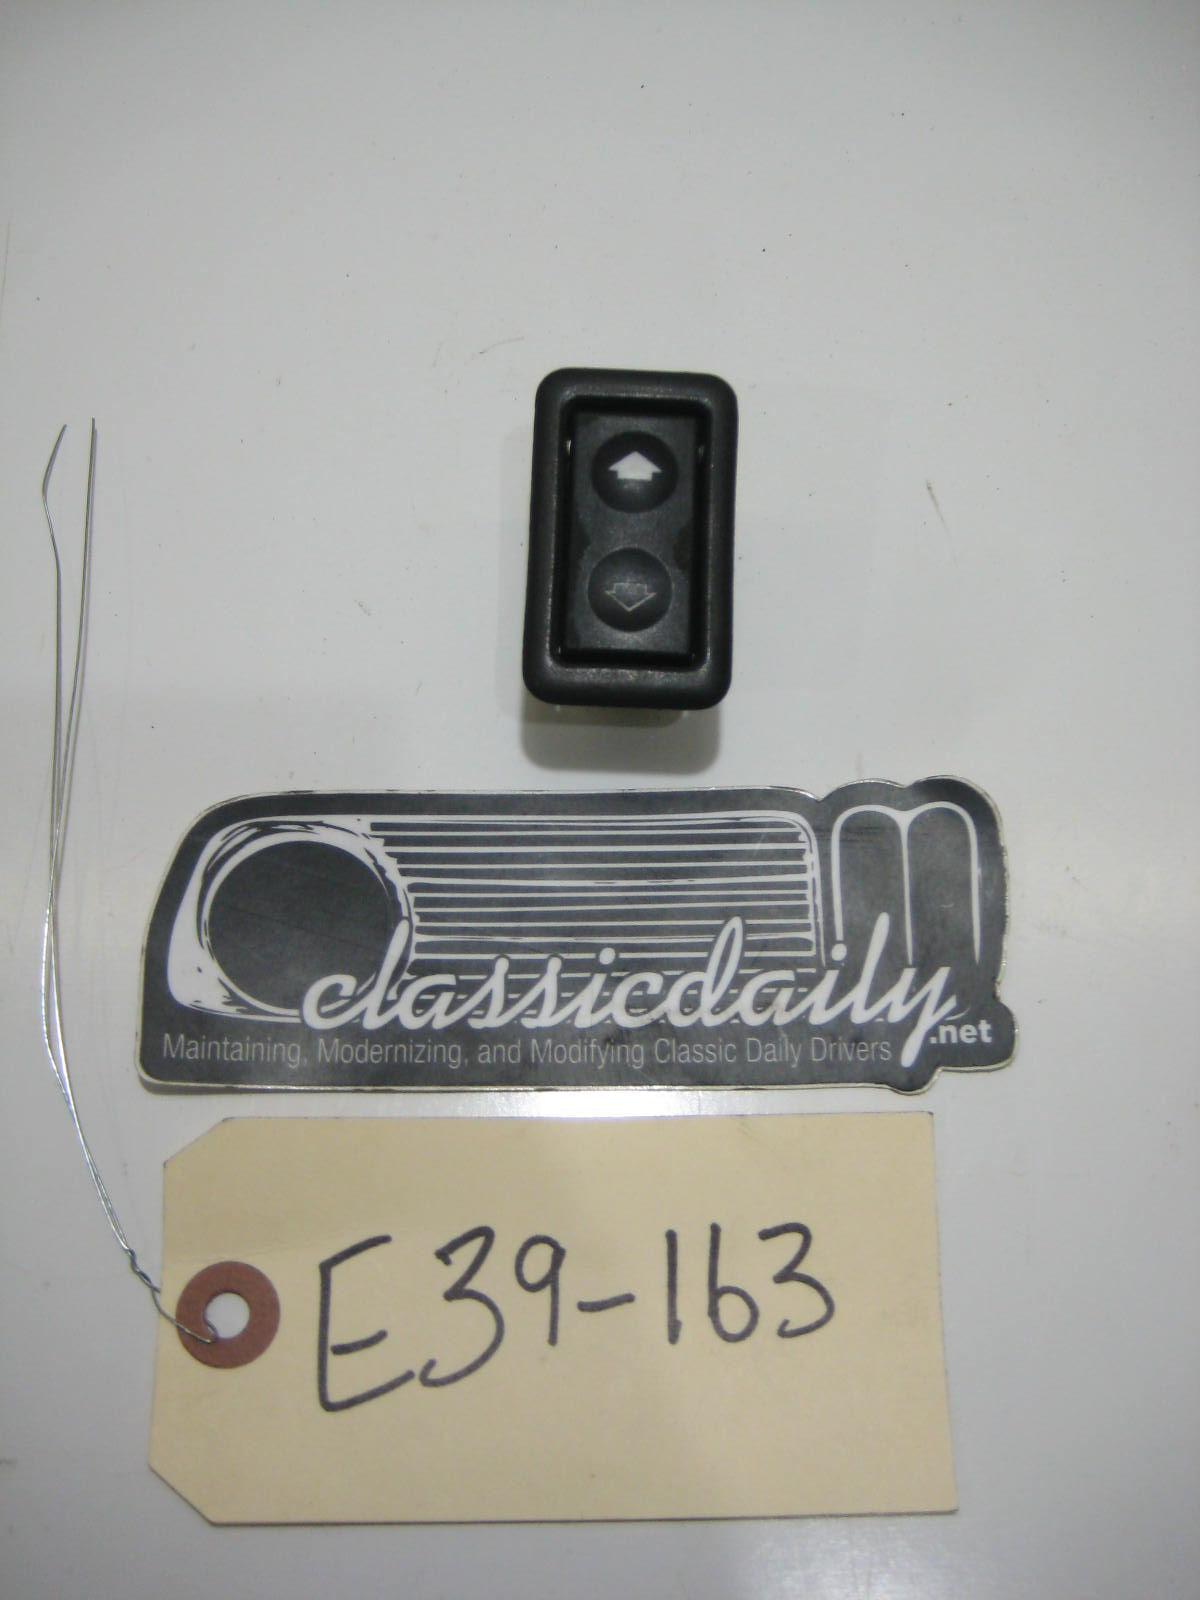 classicdaily.net
Maintaining, Modernizing, and Modifying Classic Daily Drivers
E39-163